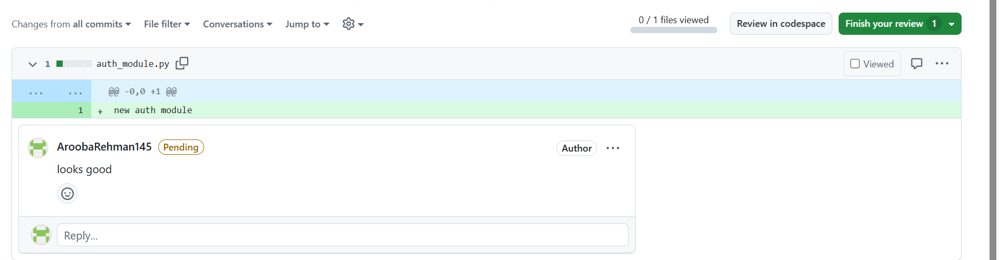 Changes from all commits File filter Conversations Jump to
0 / 1 files viewed
Review in codespace
Finish your review 1
1 auth_module.py
Viewed
... ... @@ -0,0 +1 @@
1 + new auth module
AroobaRehman145 Pending
Author
looks good
Reply...